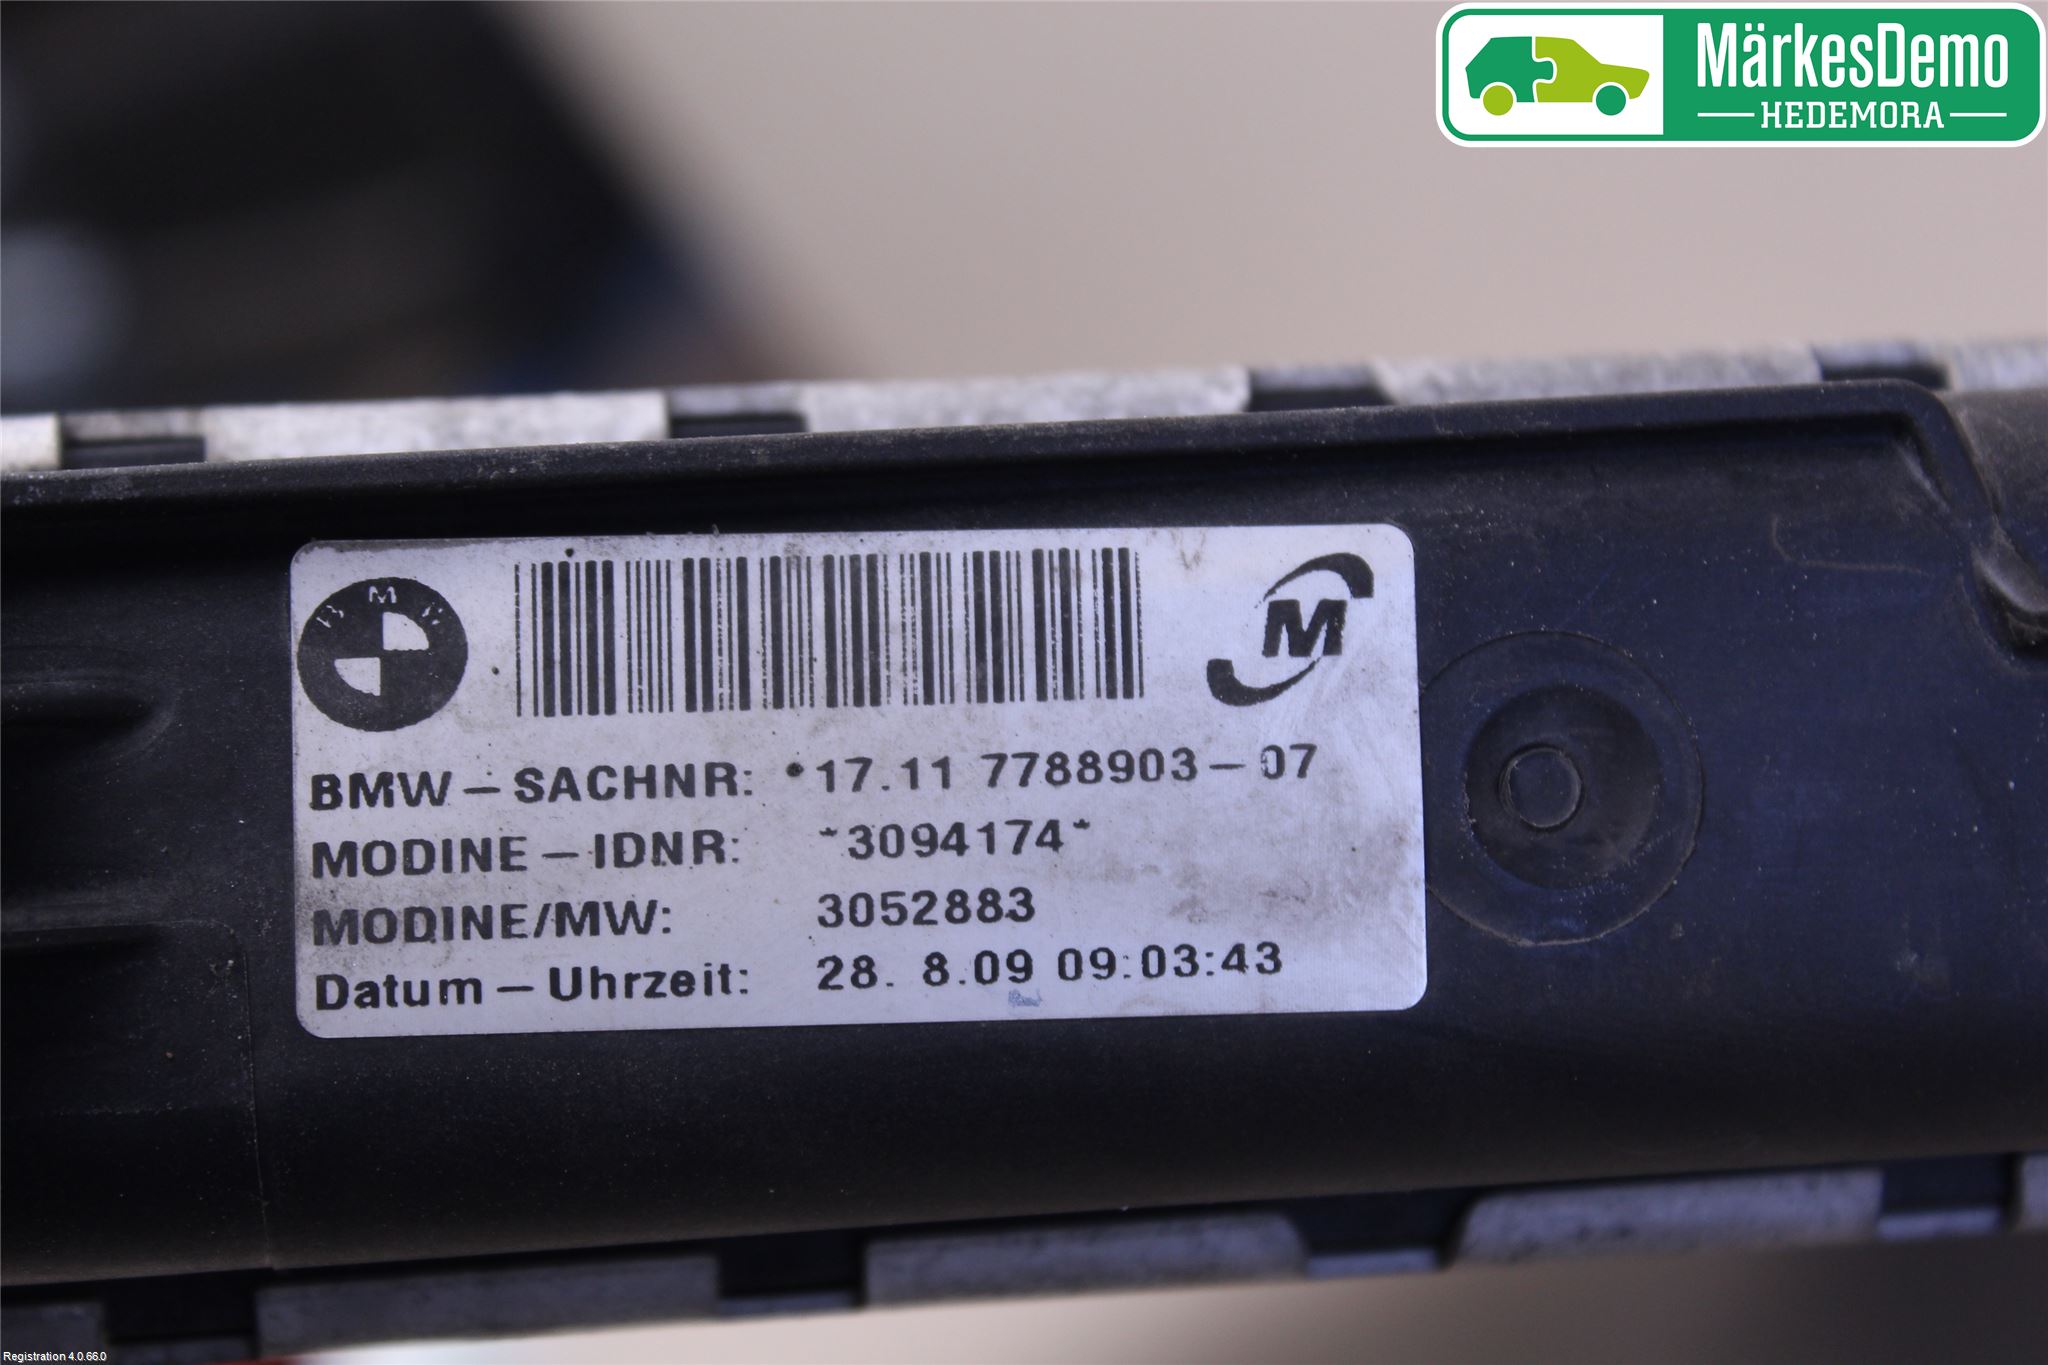 MärkesDemo
HEDEMORA
BMW
M
BMW-SACHNR: *17.11 7788903-07
MODINE-IDNR: *3094174*
MODINE/MW: 3052883
Datum-Uhrzeit: 28. 8.09 09:03:43
Registration 4.0.66.0